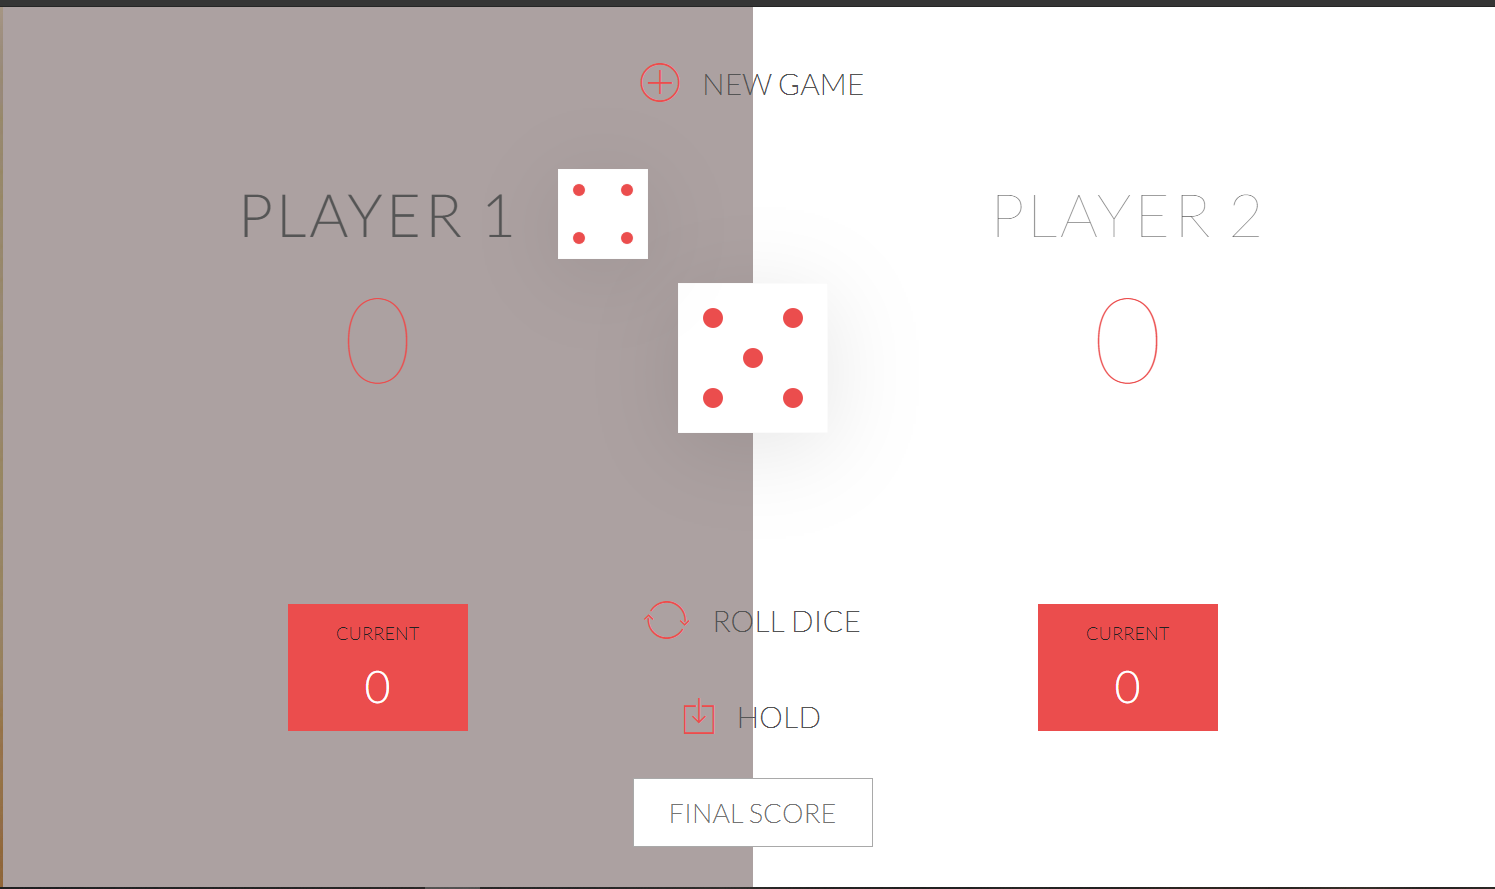 NEW GAME
PLAYER 1
0
CURRENT
0
PLAYER 2
0
CURRENT
0
ROLL DICE
HOLD
FINAL SCORE